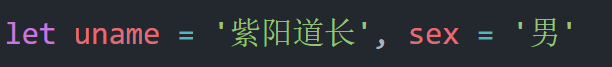 let uname = '紫阳道长', sex = '男'